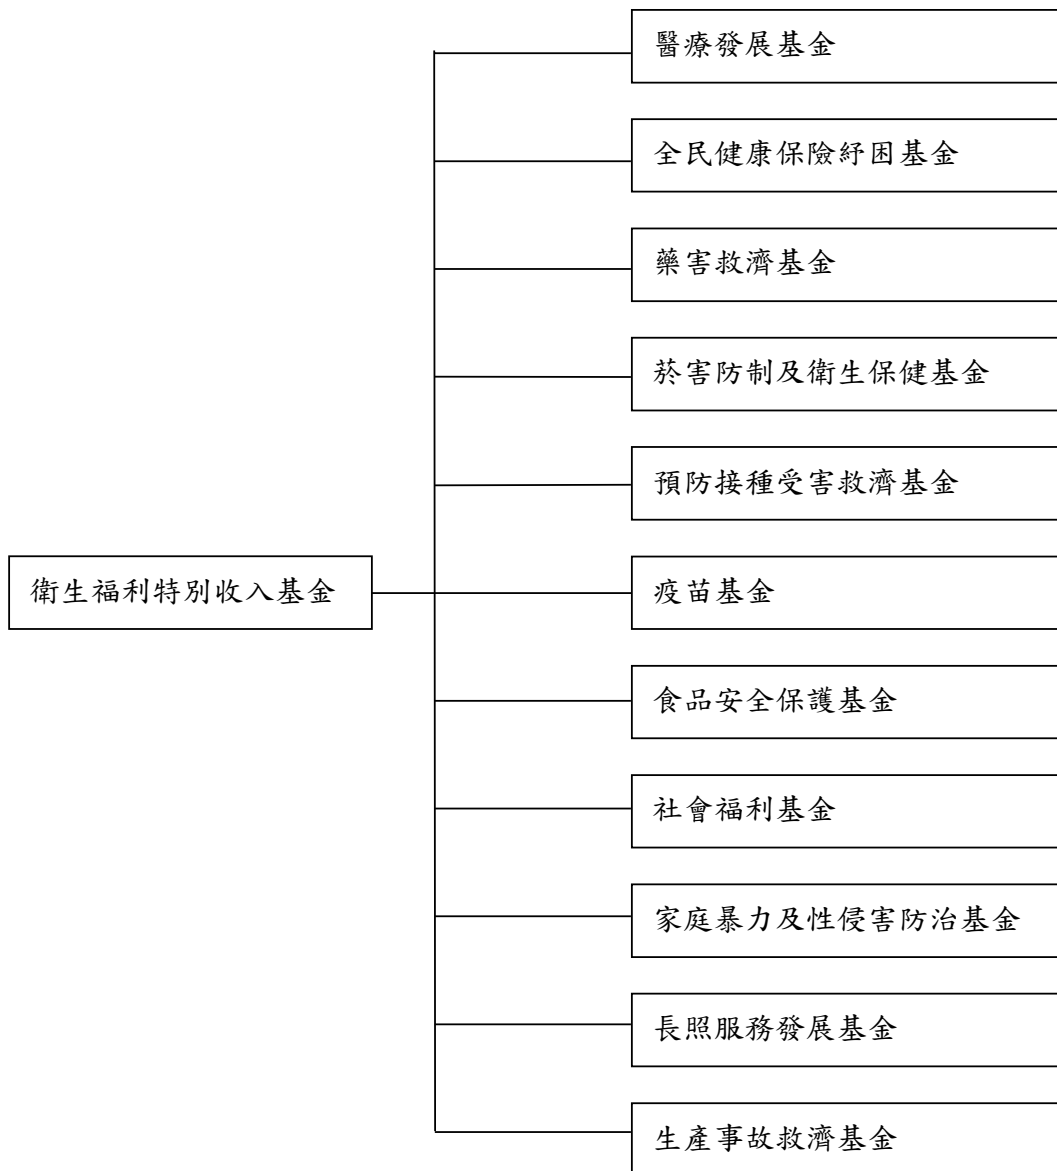 醫療發展基金
全民健康保險紓困基金
藥害救濟基金
菸害防制及衛生保健基金
預防接種受害救濟基金
衛生福利特別收入基金
疫苗基金
食品安全保護基金
社會福利基金
家庭暴力及性侵害防治基金
長照服務發展基金
生產事故救濟基金